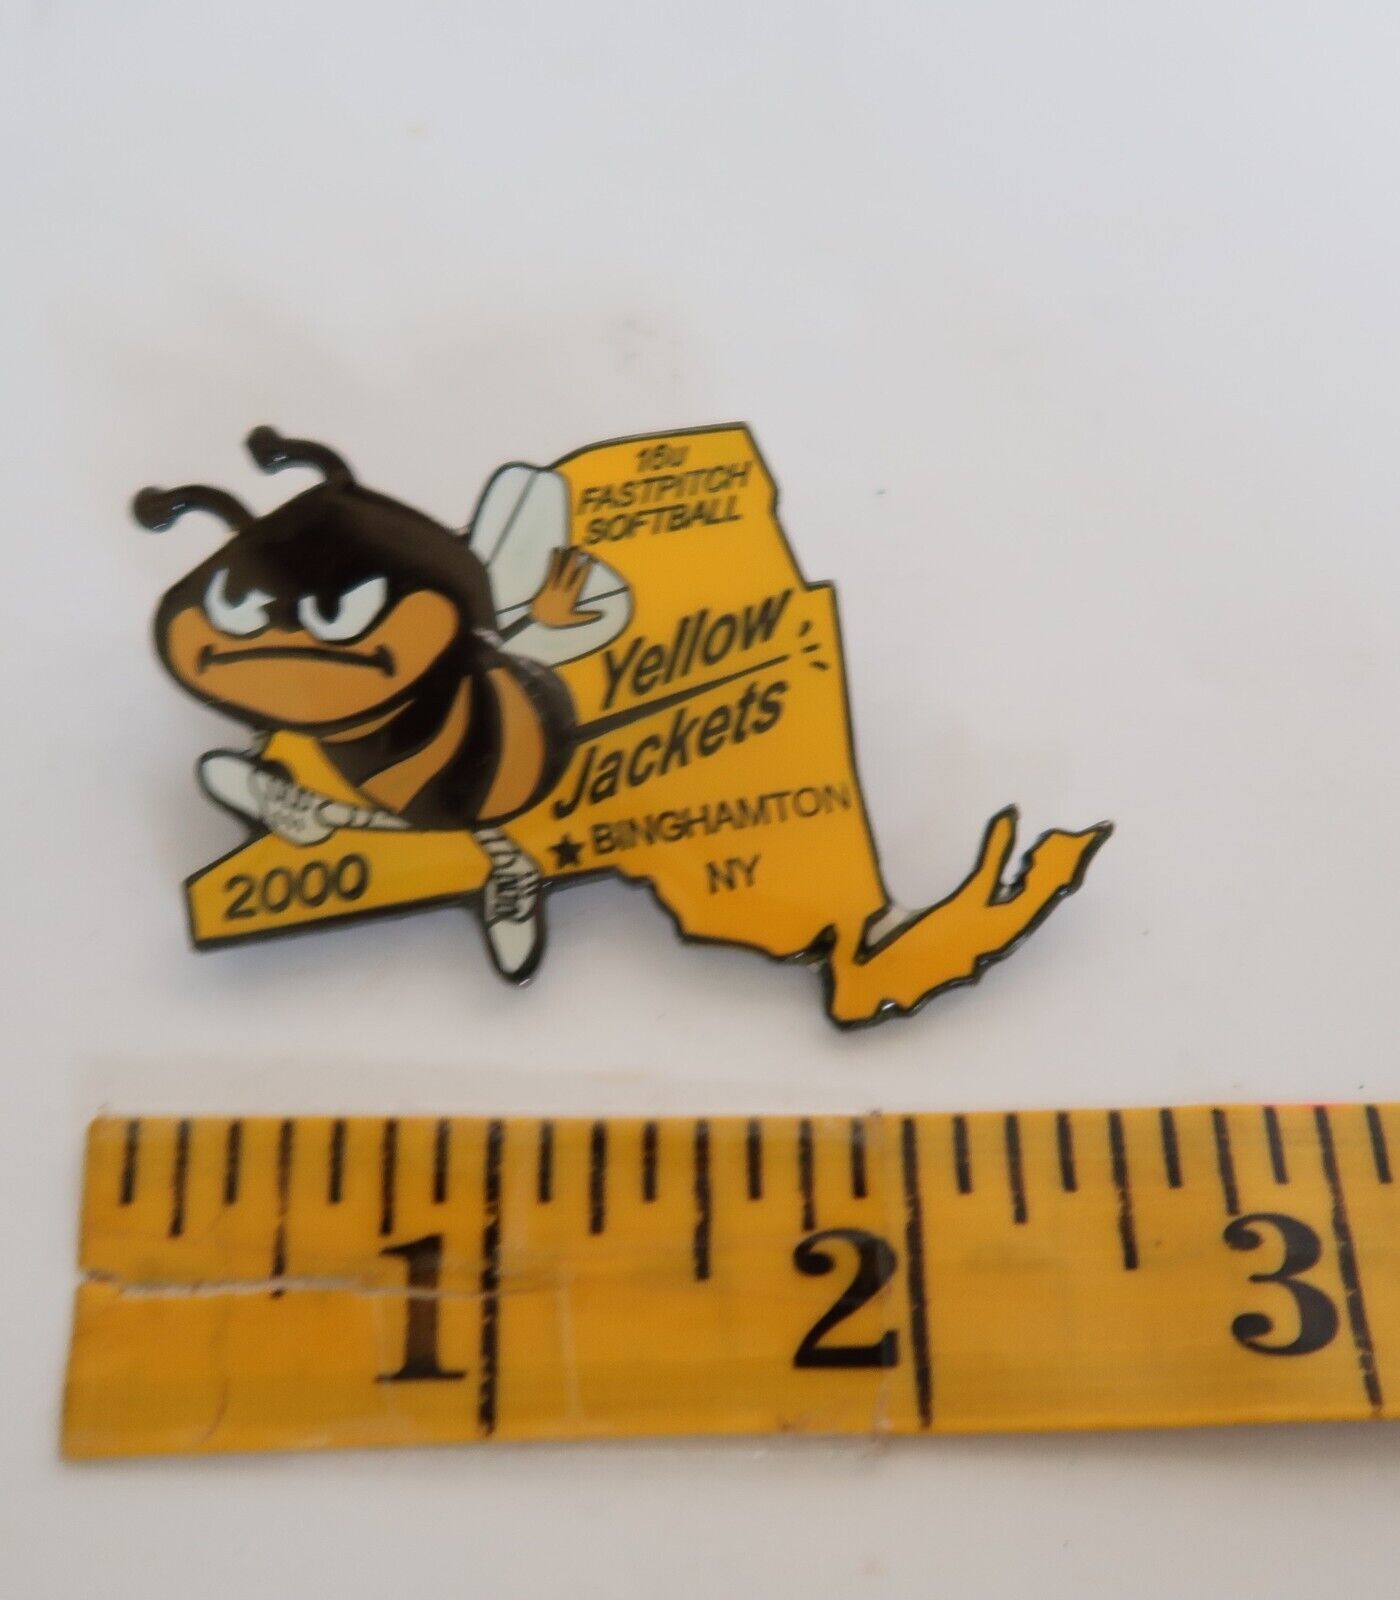 16u
FASTPITCH
SOFTBALL
Yellow
Jackets
BINGHAMTON
NY
2000
1 2 3